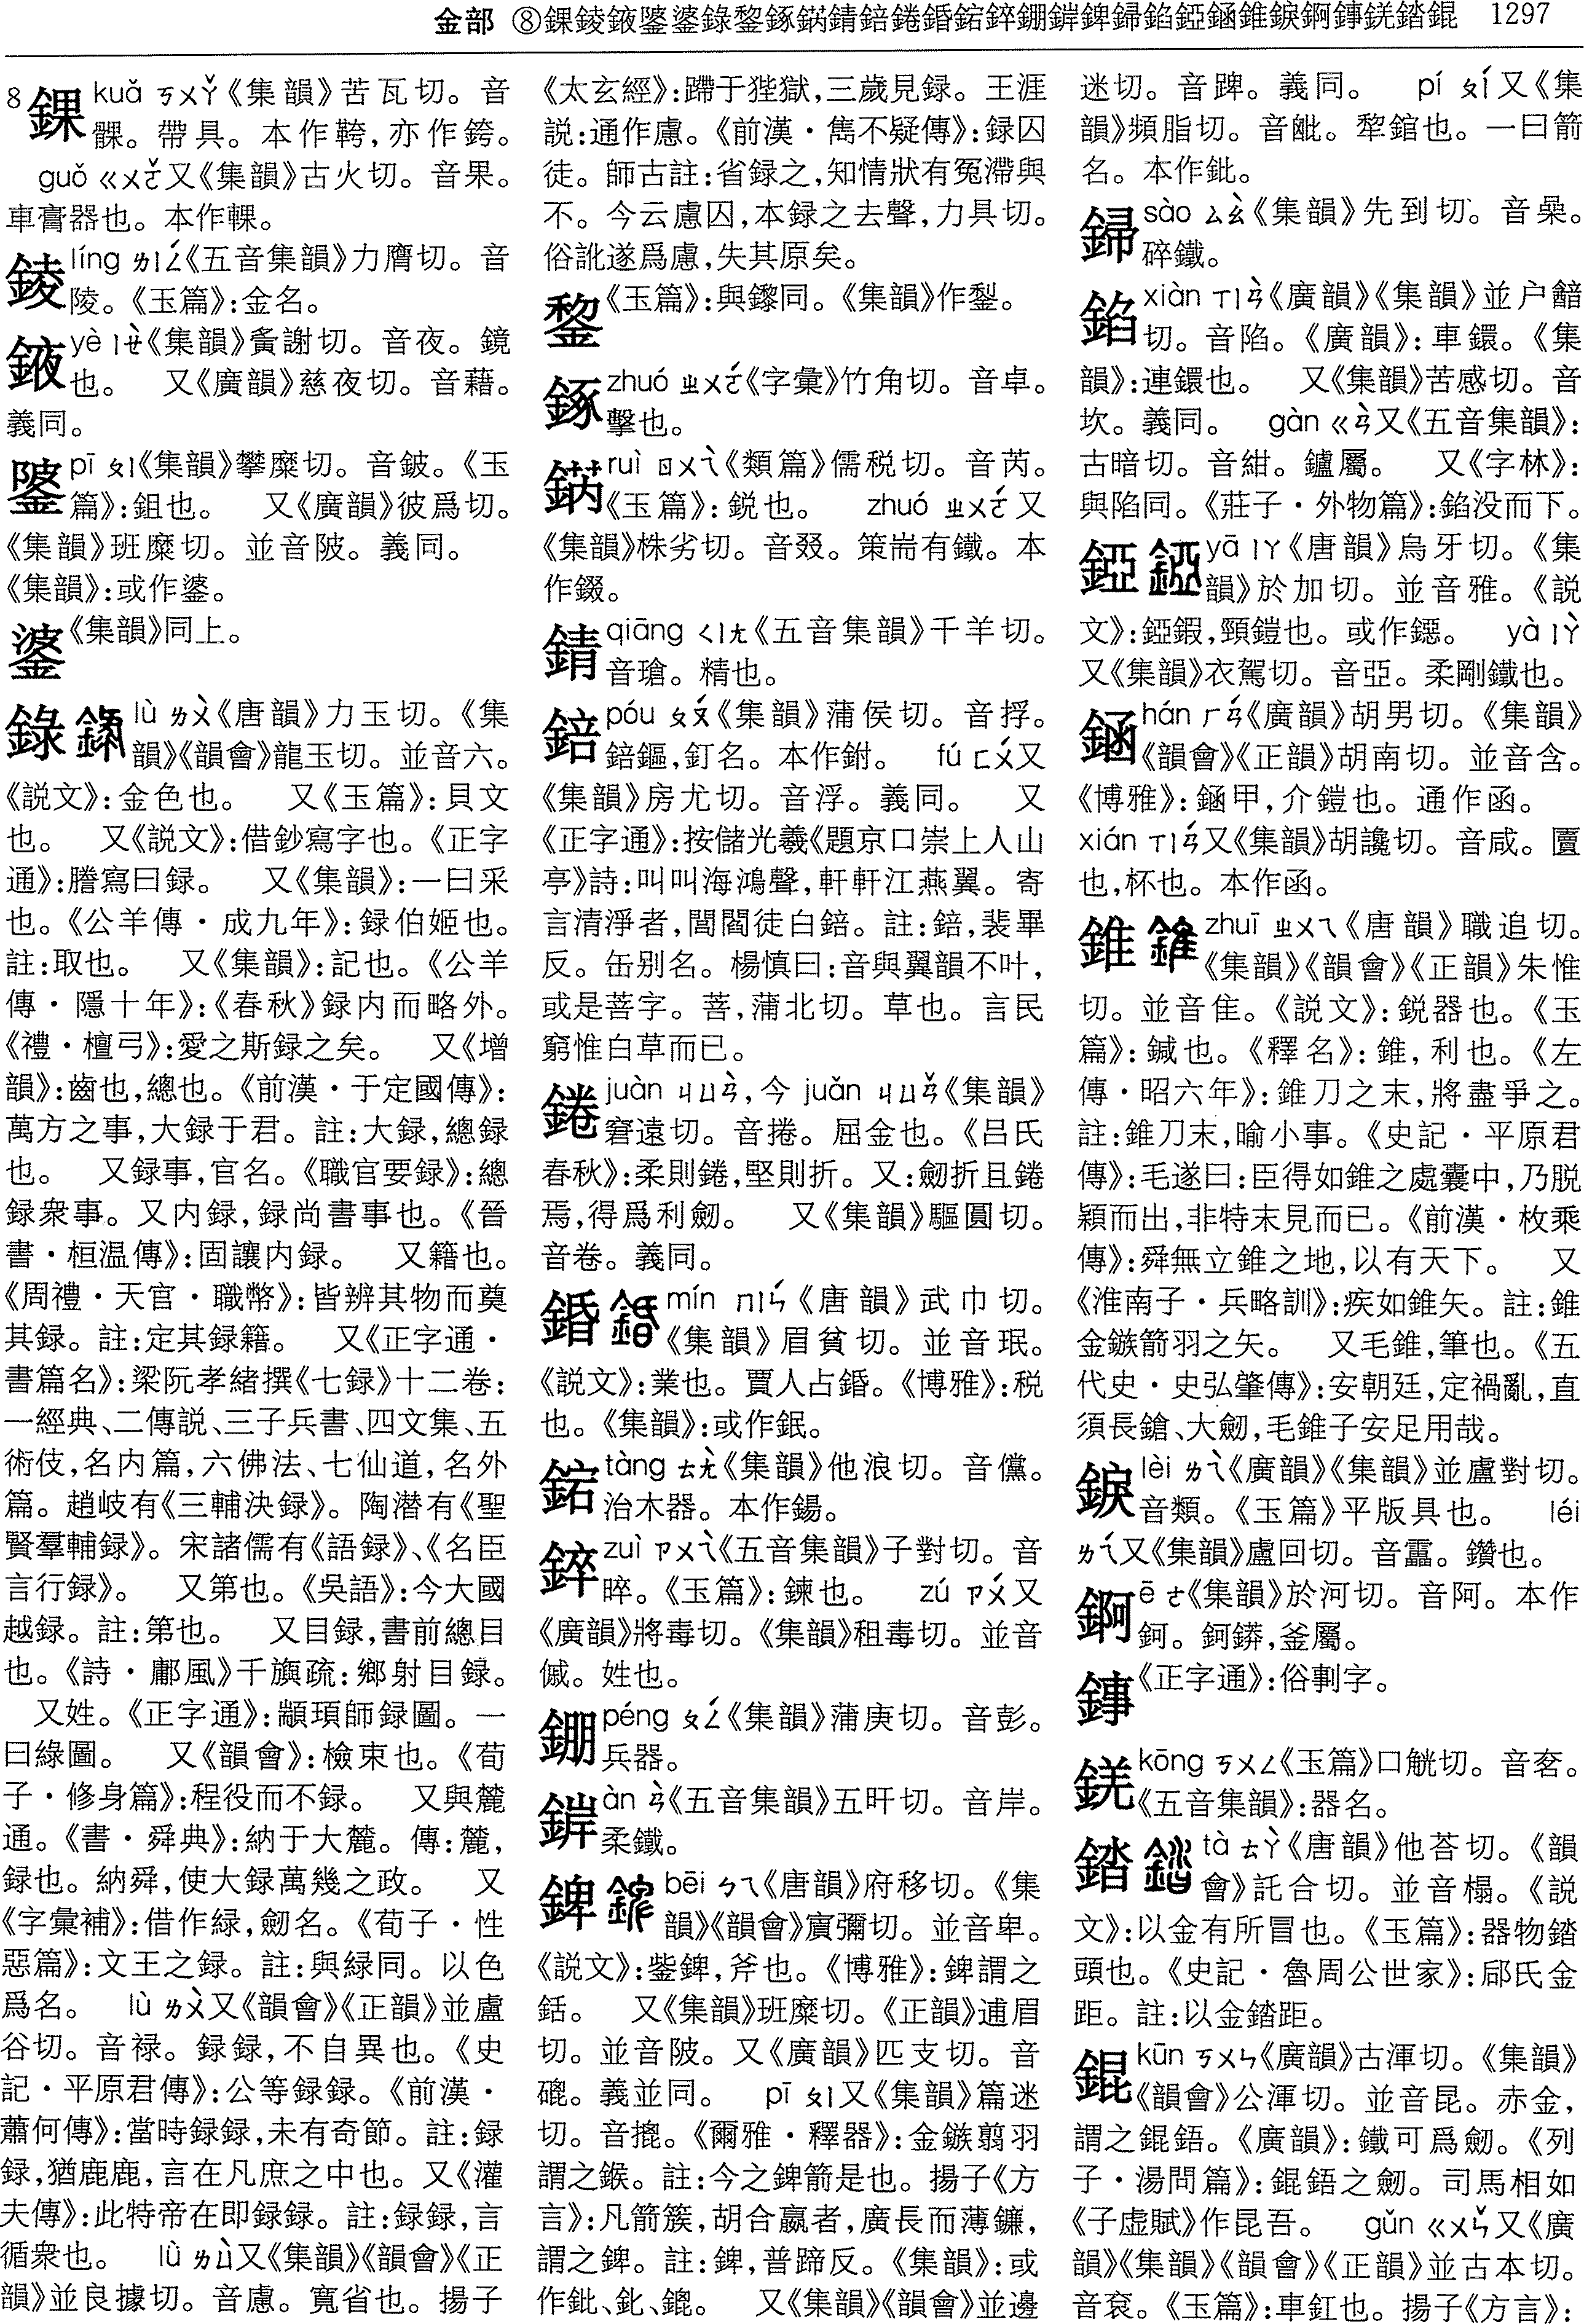 金部 ⑧錁錂鋣鋻鋈錄錅錁錺錆錇錈錉鍩錊錋錌錍鍚錎錏鋡錐錑錒錤銧錔錕 1297
8錁 kuǎ ㄎㄨㄚˇ《集韻》苦瓦切。音
髁。帶具。本作䩗,亦作銙。
guǒ ㄍㄨㄛˇ又《集韻》古火切。音果。
車膏器也。本作輠。
錂 líng ㄌㄧㄥˊ《五音集韻》力膺切。音
陵。《玉篇》:金名。
yè ㄧㄝˋ《集韻》夤謝切。音夜。鏡
也。 又《廣韻》慈夜切。音藉。
義同。
pī ㄆㄧ《集韻》攀糜切。音鈹。《玉
篇》:鉏也。 又《廣韻》彼爲切。
《集韻》班糜切。並音陂。義同。
《集韻》:或作鍌。
《集韻》同上。
錄 lù ㄌㄨˋ《唐韻》力玉切。《集
韻》《韻會》龍玉切。並音六。
《説文》:金色也。 又《玉篇》:貝文
也。 又《説文》:借鈔寫字也。《正字
通》:謄寫曰録。 又《集韻》:一曰采
也。《公羊傳·成九年》:録伯姬也。
註:取也。 又《集韻》:記也。《公羊
傳·隱十年》:《春秋》録内而略外。
《禮·檀弓》:愛之斯録之矣。 又《增
韻》:齒也,總也。《前漢·于定國傳》:
萬方之事,大録于君。註:大録,總録
也。 又録事,官名。《職官要録》:總
録衆事。又内録,録尚書事也。《晉
書·桓温傳》:固讓内録。 又籍也。
《周禮·天官·職幣》:皆辨其物而奠
其録。註:定其録籍。 又《正字通·
書篇名》:梁阮孝緒撰《七録》十二卷:
一經典、二傳説、三子兵書、四文集、五
術伎,名内篇,六佛法、七仙道,名外
篇。趙岐有《三輔決録》。陶潛有《聖
賢羣輔録》。宋諸儒有《語録》、《名臣
言行録》。 又第也。《吳語》:今大國
越録。註:第也。 又目録,書前總目
也。《詩·鄘風》干旟疏:鄉射目録。
又姓。《正字通》:顓頊師録圖。一
曰綠圖。 又《韻會》:檢束也。《荀
子·修身篇》:程役而不録。 又與麓
通。《書·舜典》:納于大麓。傳:麓,
録也。納舜,使大録萬幾之政。 又
《字彙補》:借作緑,劒名。《荀子·性
惡篇》:文王之録。註:與緑同。以色
爲名。 lù ㄌㄨˋ又《韻會》《正韻》並盧
谷切。音禄。録録,不自異也。《史
記·平原君傳》:公等録録。《前漢·
蕭何傳》:當時録録,未有奇節。註:録
録,猶鹿鹿,言在凡庶之中也。又《灌
夫傳》:此特帝在即録録。註:録録,言
循衆也。 lǜ ㄌㄩˋ又《集韻》《韻會》《正
韻》並良據切。音慮。寬省也。揚子
《太玄經》:蹛于狴獄,三歲見録。王涯
説:通作慮。《前漢·雋不疑傳》:録囚
徒。師古註:省録之,知情狀有冤滯與
不。今云慮囚,本録之去聲,力具切。
俗訛遂爲慮,失其原矣。
《玉篇》:與鏫同。《集韻》作鋫。
zhuó ㄓㄨㄛˊ《字彙》竹角切。音卓。
擊也。
ruì ㄖㄨㄟˋ《類篇》儒税切。音芮。
《玉篇》:鋭也。 zhuó ㄓㄨㄛˊ又
《集韻》株劣切。音叕。策耑有鐵。本
作錣。
錆 qiāng ㄑㄧㄤ《五音集韻》千羊切。
音瑲。精也。
錇 póu ㄆㄡˊ《集韻》蒲侯切。音捊。
錇鏂,釘名。本作鉜。 fú ㄈㄨˊ又
《集韻》房尤切。音浮。義同。 又
《正字通》:按儲光羲《題京口崇上人山
亭》詩:叫叫海鴻聲,軒軒江燕翼。寄
言清淨者,閭閻徒白錇。註:錇,裴畢
反。缶别名。楊慎曰:音與翼韻不叶,
或是菩字。菩,蒲北切。草也。言民
窮惟白草而已。
錈 juàn ㄐㄩㄢˋ,今 juǎn ㄐㄩㄢˇ《集韻》
窘遠切。音捲。屈金也。《吕氏
春秋》:柔則錈,堅則折。又:劒折且錈
焉,得爲利劒。 又《集韻》驅圓切。
音卷。義同。
錉 mín ㄇㄧㄣˊ《唐韻》武巾切。
《集韻》眉貧切。並音珉。
《説文》:業也。賈人占錉。《博雅》:税
也。《集韻》:或作鈱。
tàng ㄊㄤˋ《集韻》他浪切。音儻。
治木器。本作鐋。
錊 zuì ㄗㄨㄟˋ《五音集韻》子對切。音
晬。《玉篇》:鍊也。 zú ㄗㄨˊ又
《廣韻》將毒切。《集韻》租毒切。並音
傶。姓也。
錋 péng ㄆㄥˊ《集韻》蒲庚切。音彭。
兵器。
錌 àn ㄢˋ《五音集韻》五旰切。音岸。
柔鐵。
錍 bēi ㄅㄟ《唐韻》府移切。《集
韻》《韻會》賔彌切。並音卑。
《説文》:鈭錍,斧也。《博雅》:錍謂之
銛。 又《集韻》班糜切。《正韻》逋眉
切。並音陂。又《廣韻》匹支切。音
磇。義並同。 pī ㄆㄧ又《集韻》篇迷
切。音㨽。《爾雅·釋器》:金鏃翦羽
謂之鍭。註:今之錍箭是也。揚子《方
言》:凡箭簇,胡合嬴者,廣長而薄鐮,
謂之錍。註:錍,普蹄反。《集韻》:或
作鈚、釓、鎞。 又《集韻》《韻會》並邊
迷切。音踔。義同。 pí ㄆㄧˊ又《集
韻》頻脂切。音毗。犂錧也。一曰箭
名。本作鈚。
sào ㄙㄠˋ《集韻》先到切。音喿。
碎鐵。
錎 xiàn ㄒㄧㄢˋ《廣韻》《集韻》並户韽
切。音陷。《廣韻》:車鐶。《集
韻》:連鐶也。 又《集韻》苦感切。音
坎。義同。 gàn ㄍㄢˋ又《五音集韻》:
古暗切。音紺。鑪屬。 又《字林》:
與陷同。《莊子·外物篇》:錎没而下。
錏 yā ㄧㄚ《唐韻》烏牙切。《集
韻》於加切。並音雅。《説
文》:錏鍜,頸鎧也。或作鐚。 yà ㄧㄚˋ
又《集韻》衣駕切。音亞。柔剛鐵也。
hán ㄏㄢˊ《廣韻》胡男切。《集韻》
《韻會》《正韻》胡南切。並音含。
《博雅》:鋡甲,介鎧也。通作函。
xián ㄒㄧㄢˊ又《集韻》胡讒切。音咸。匵
也,杯也。本作函。
錐 zhuī ㄓㄨㄟ《唐韻》職追切。
《集韻》《韻會》《正韻》朱惟
切。並音隹。《説文》:鋭器也。《玉
篇》:鍼也。《釋名》:錐,利也。《左
傳·昭六年》:錐刀之末,將盡爭之。
註:錐刀末,喻小事。《史記·平原君
傳》:毛遂曰:臣得如錐之處囊中,乃脱
穎而出,非特末見而已。《前漢·枚乘
傳》:舜無立錐之地,以有天下。 又
《淮南子·兵略訓》:疾如錐矢。註:錐
金鏃箭羽之矢。 又毛錐,筆也。《五
代史·史弘肇傳》:安朝廷,定禍亂,直
須長鎗、大劒,毛錐子安足用哉。
錑 lèi ㄌㄟˋ《廣韻》《集韻》並盧對切。
音類。《玉篇》平版具也。 léi
ㄌㄟˊ又《集韻》盧回切。音靁。鑽也。
錒 ē ㄜ《集韻》於河切。音阿。本作
鈳。鈳䥈,釜屬。
《正字通》:俗剚字。
kōng ㄎㄨㄥ《玉篇》口觥切。音硿。
《五音集韻》:器名。
錔 tà ㄊㄚˋ《唐韻》他荅切。《韻
會》託合切。並音榻。《説
文》:以金有所冒也。《玉篇》:器物錔
頭也。《史記·魯周公世家》:郈氏金
距。註:以金錔距。
錕 kūn ㄎㄨㄣ《廣韻》古渾切。《集韻》
《韻會》公渾切。並音昆。赤金,
謂之錕鋙。《廣韻》:鐵可爲劒。《列
子·湯問篇》:錕鋙之劒。司馬相如
《子虚賦》作昆吾。 gǔn ㄍㄨㄣˇ又《廣
韻》《集韻》《韻會》《正韻》並古本切。
音衮。《玉篇》:車釭也。揚子《方言》: